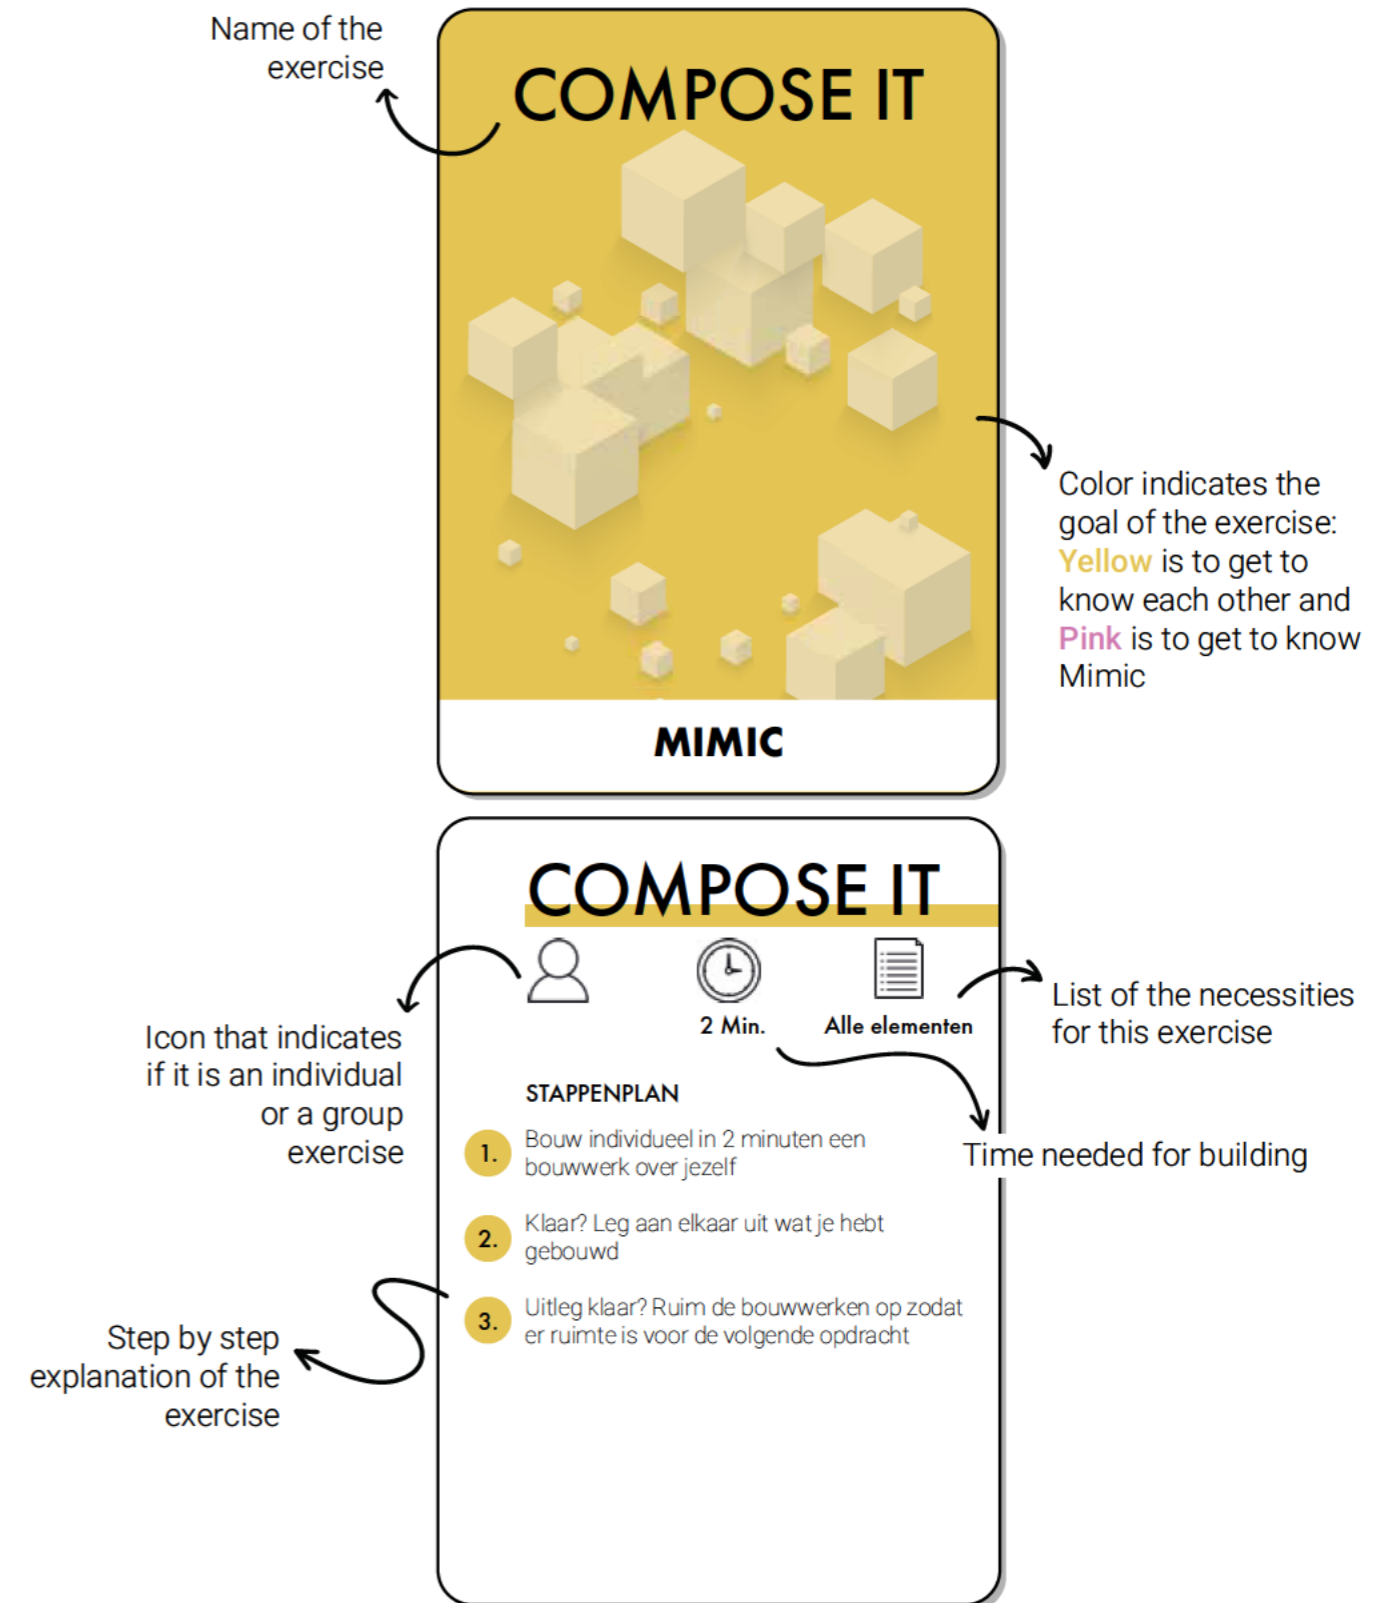 Name of the
exercise
COMPOSE IT
Color indicates the
goal of the exercise:
Yellow is to get to
know each other and
Pink is to get to know
Mimic
MIMIC
COMPOSE IT
2 Min.
Alle elementen
List of the necessities
for this exercise
Icon that indicates
if it is an individual
or a group
exercise
STAPPENPLAN
Time needed for building
1. Bouw individueel in 2 minuten een
bouwwerk over jezelf
2. Klaar? Leg aan elkaar uit wat je hebt
gebouwd
3. Uitleg klaar? Ruim de bouwwerken op zodat
er ruimte is voor de volgende opdracht
Step by step
explanation of the
exercise